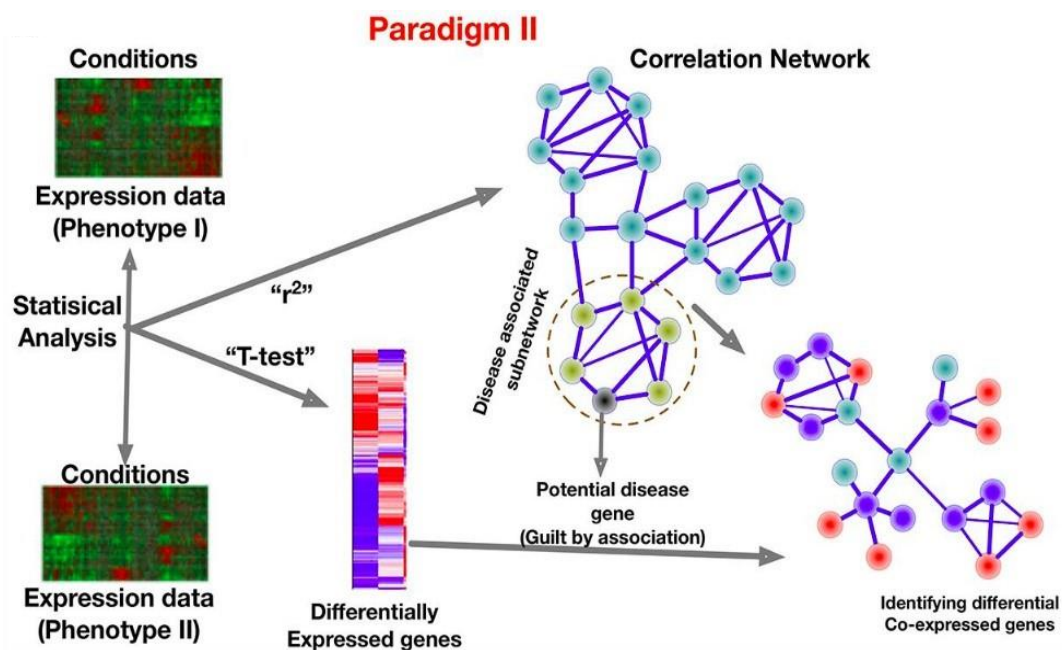 Paradigm II
Conditions
Expression data
(Phenotype I)
Statisical
Analysis
Conditions
Expression data
(Phenotype II)
“r²”
“T-test”
Differentially
Expressed genes
Correlation Network
Disease associated
subnetwork
Potential disease
gene
(Guilt by association)
Identifying differential
Co-expressed genes